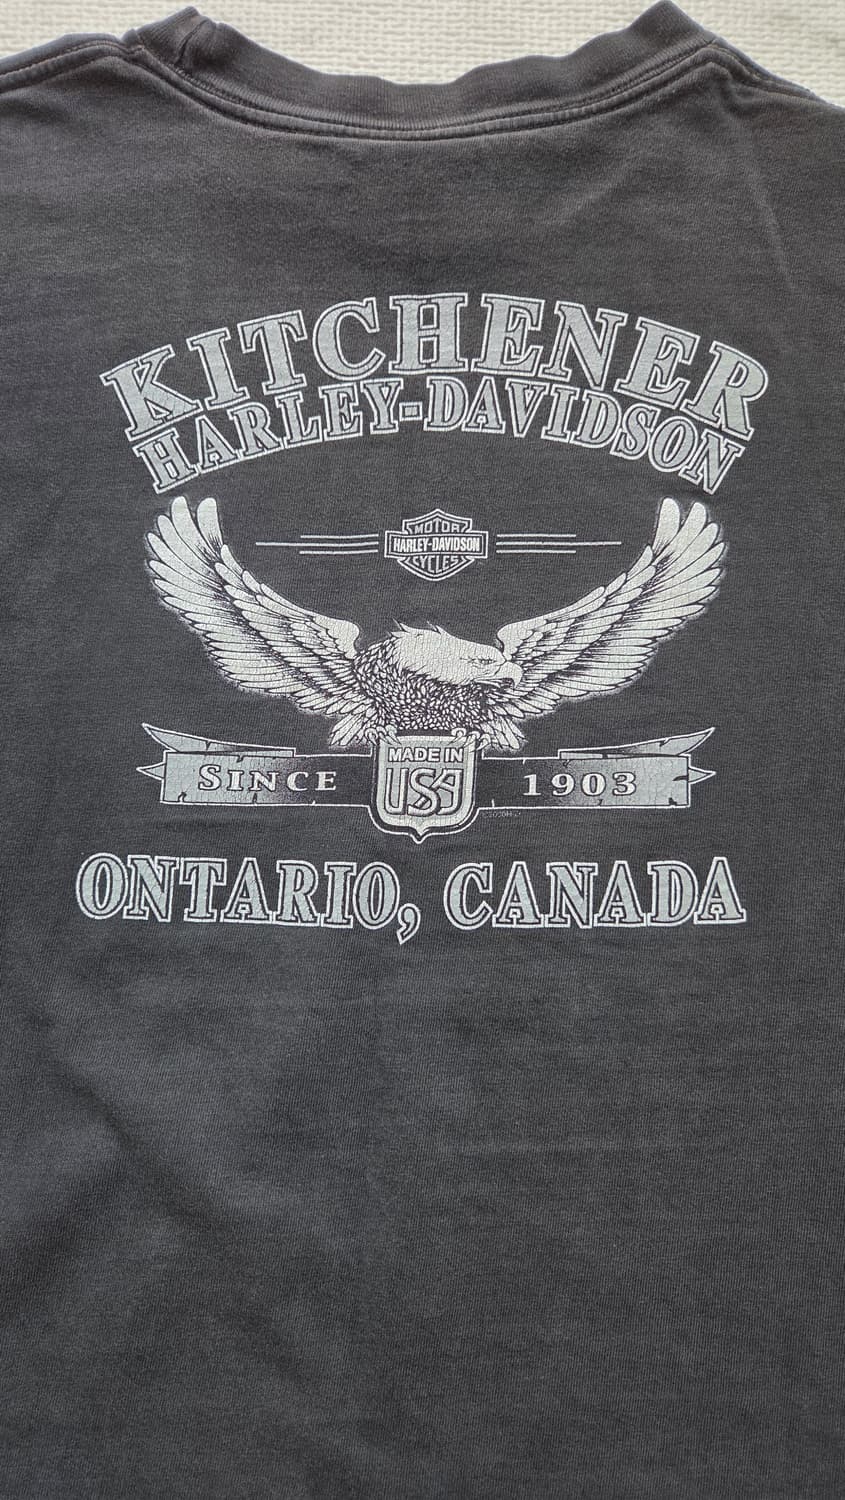 KITCHENER
HARLEY-DAVIDSON
MOTOR
HARLEY-DAVIDSON
CYCLES
SINCE
MADE IN
USA
1903
ONTARIO, CANADA